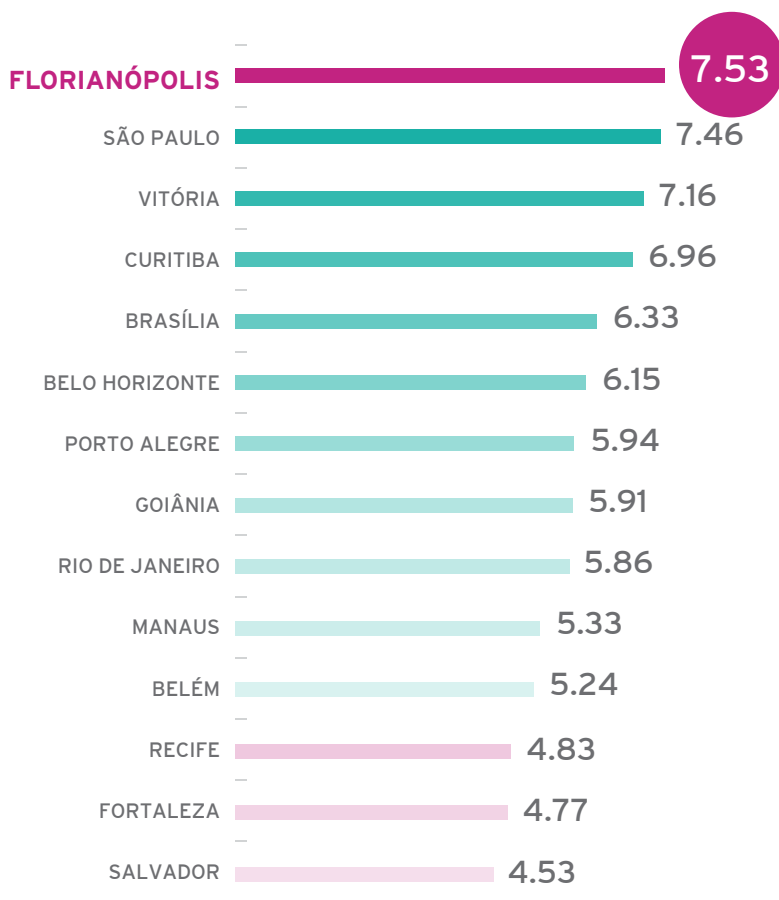 FLORIANÓPOLIS 7.53
SÃO PAULO 7.46
VITÓRIA 7.16
CURITIBA 6.96
BRASÍLIA 6.33
BELO HORIZONTE 6.15
PORTO ALEGRE 5.94
GOIÂNIA 5.91
RIO DE JANEIRO 5.86
MANAUS 5.33
BELÉM 5.24
RECIFE 4.83
FORTALEZA 4.77
SALVADOR 4.53